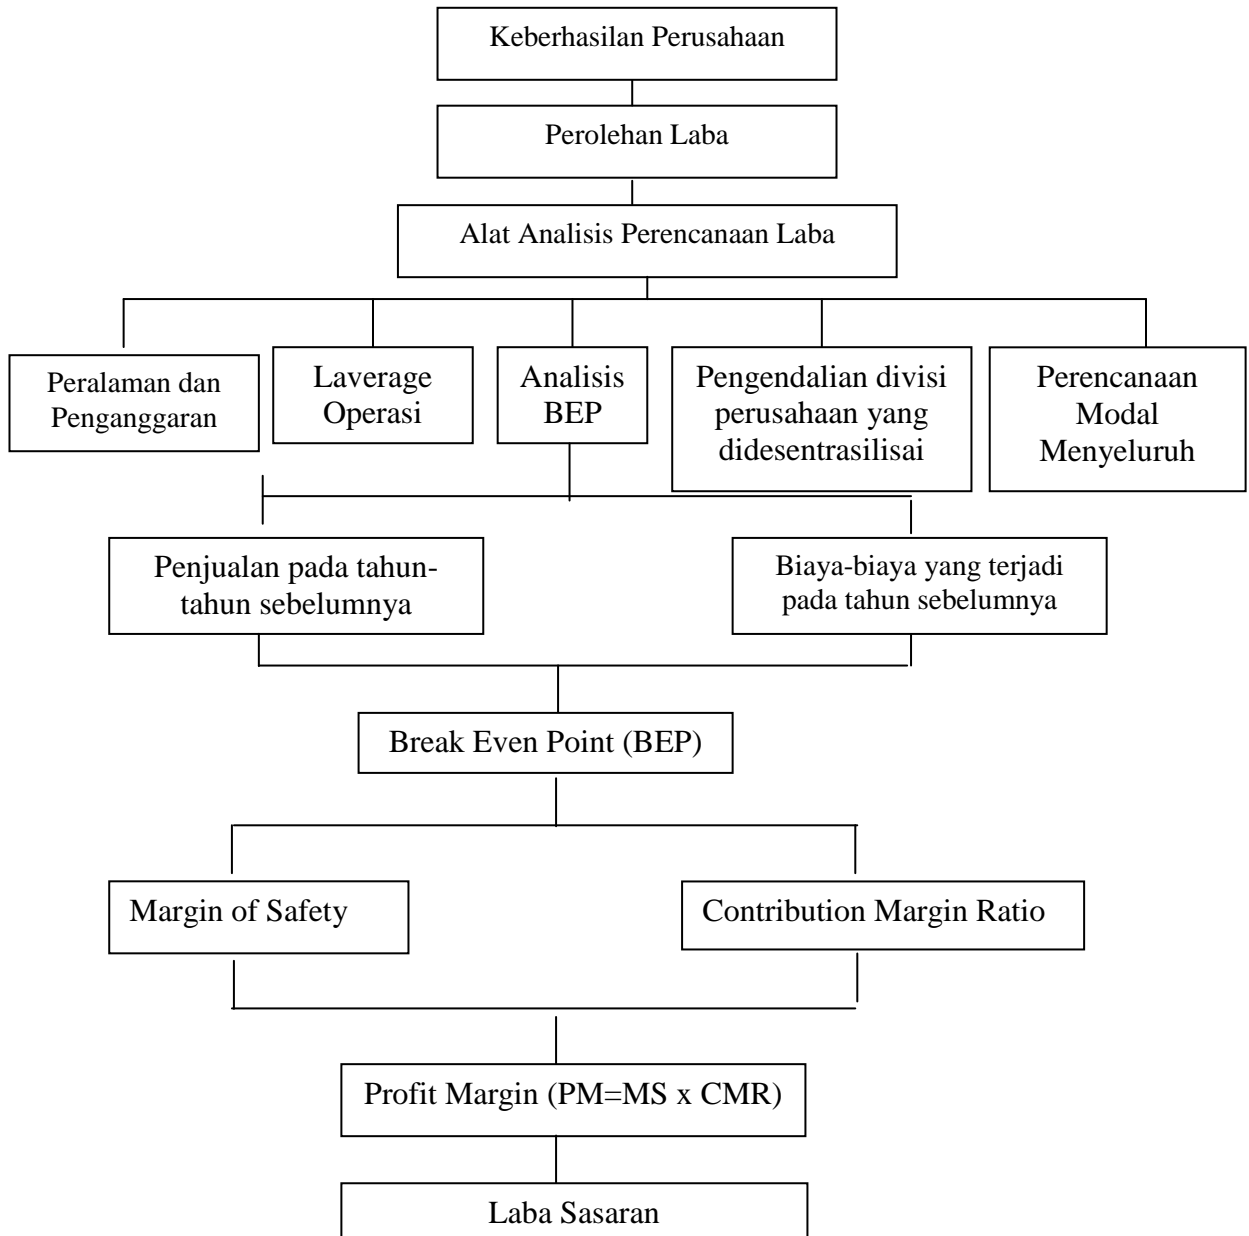 Keberhasilan Perusahaan
Perolehan Laba
Alat Analisis Perencanaan Laba
Peralaman dan
Penganggaran
Laverage
Operasi
Analisis
BEP
Pengendalian divisi
perusahaan yang
didesentrasilisai
Perencanaan
Modal
Menyeluruh
Penjualan pada tahun-
tahun sebelumnya
Biaya-biaya yang terjadi
pada tahun sebelumnya
Break Even Point (BEP)
Margin of Safety
Contribution Margin Ratio
Profit Margin (PM=MS x CMR)
Laba Sasaran